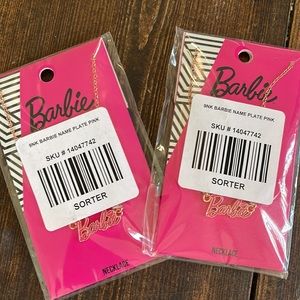 Barbie
9NK BARBIE NAME PLATE PINK
SKU # 14047742
SORTER
Barbie
NECKLACE
Barbie
9NK BARBIE NAME PLATE PINK
SKU # 14047742
SORTER
Barbie
NECKLACE